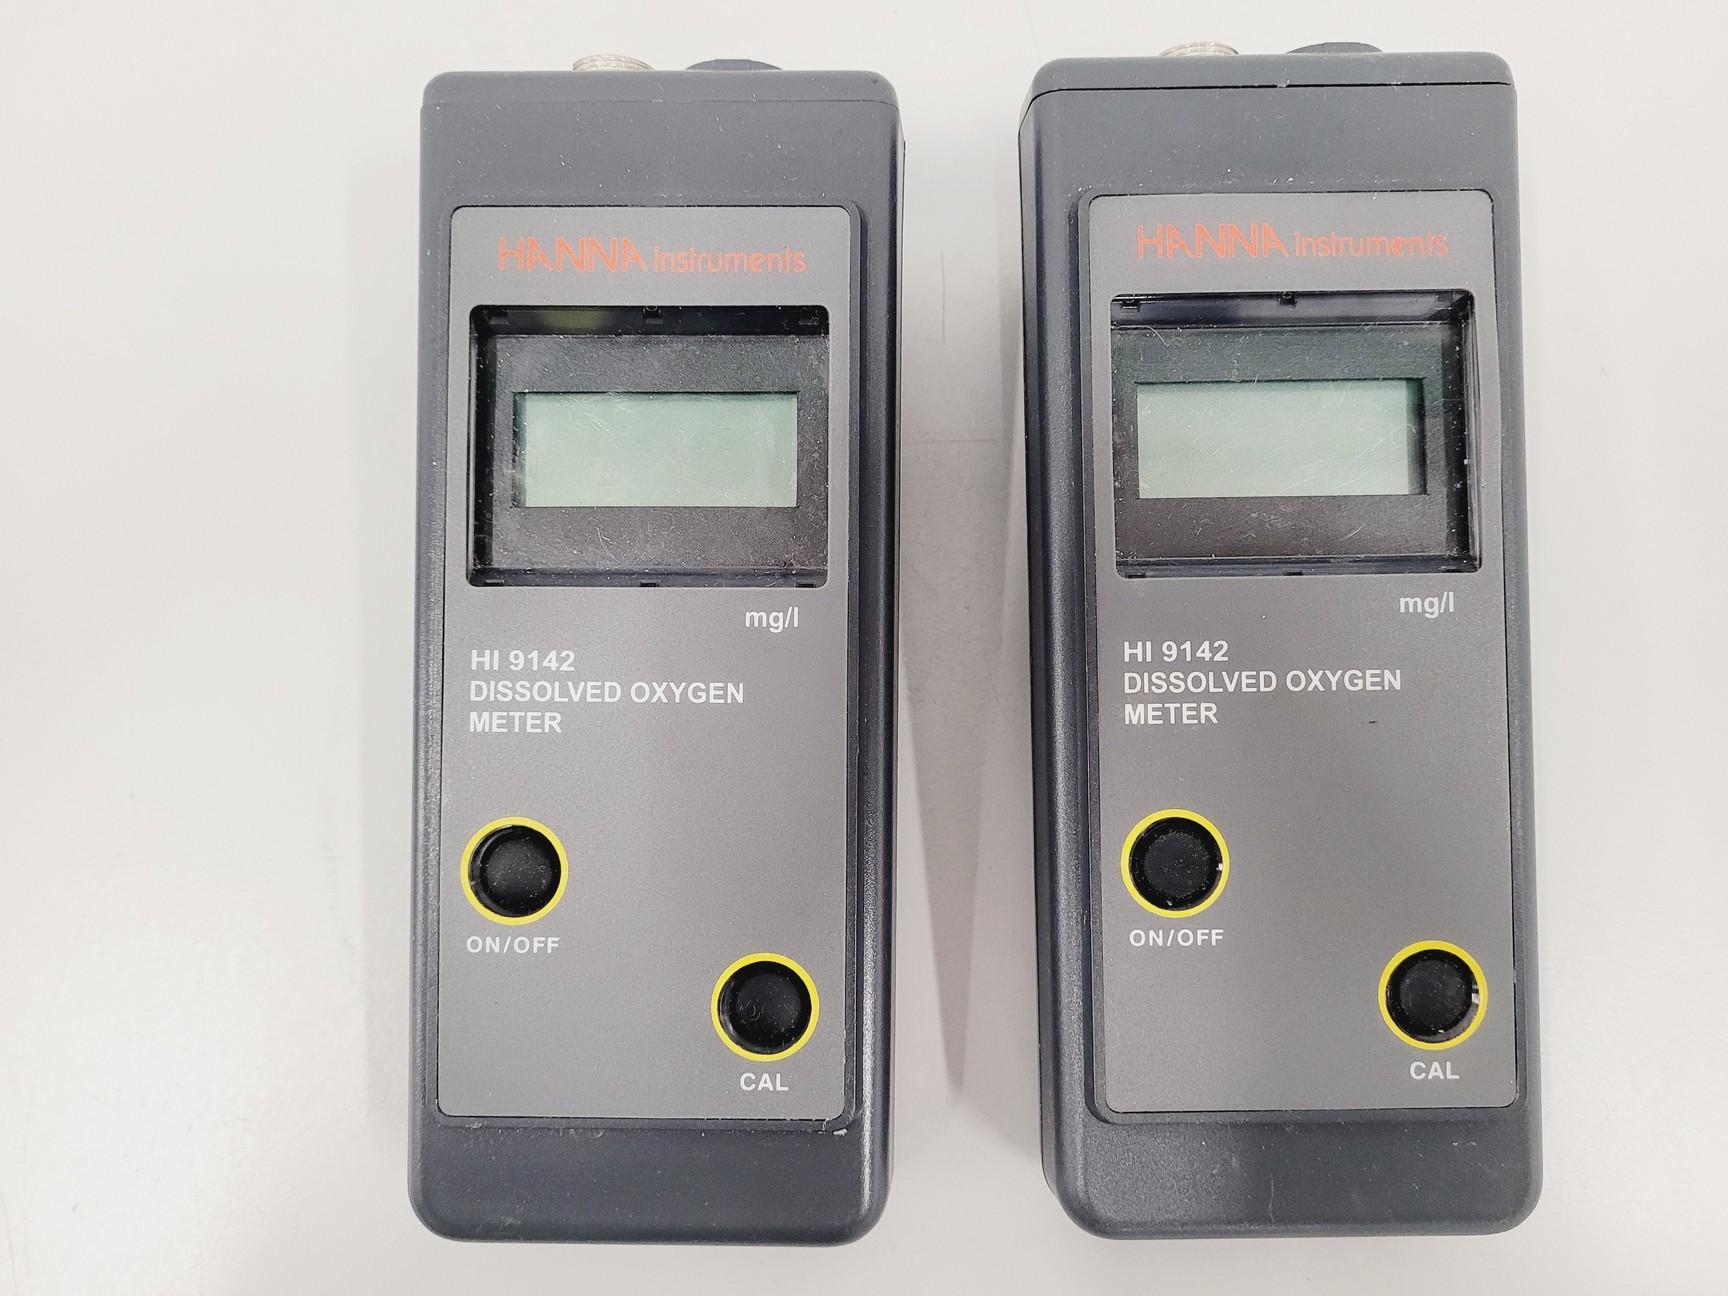 HANNA instruments
mg/l
HI 9142
DISSOLVED OXYGEN
METER
ON/OFF
CAL
HANNA instruments
mg/l
HI 9142
DISSOLVED OXYGEN
METER
ON/OFF
CAL